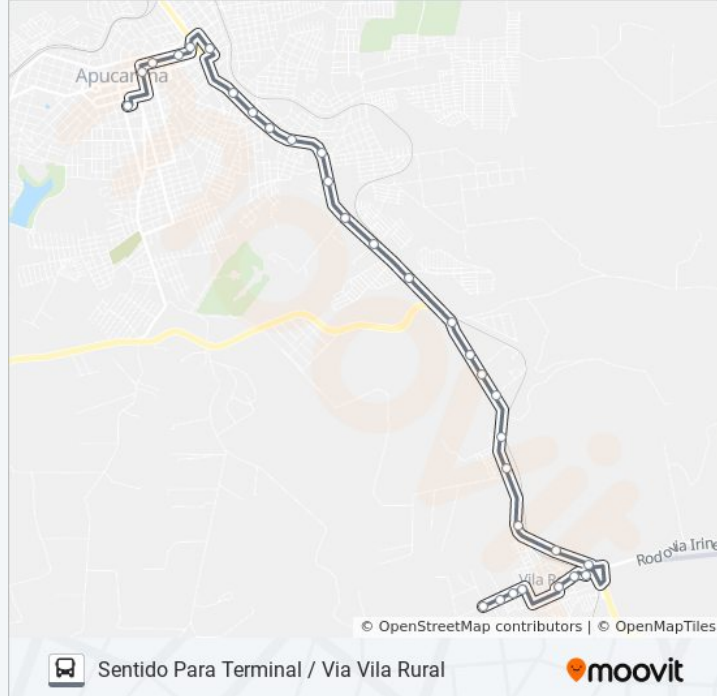 Apucarana
Rodovia Irine
Vila R
© OpenStreetMap contributors | © OpenMapTiles
Sentido Para Terminal / Via Vila Rural
moovit